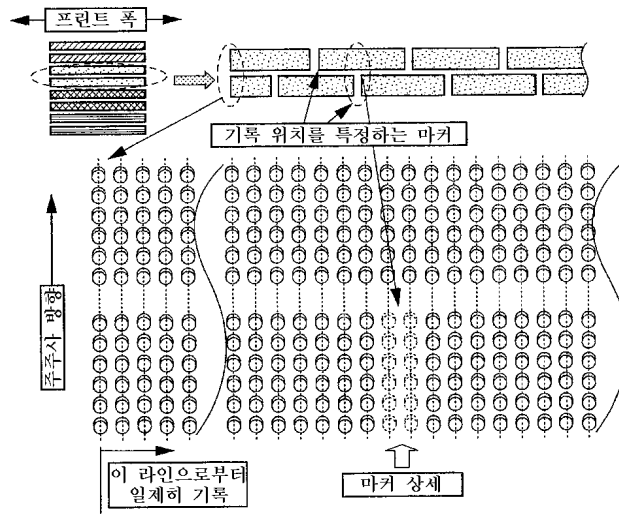 프린트 폭
기록 위치를 특정하는 마커
주주사 방향
이 라인으로부터
일제히 기록
마커 상세